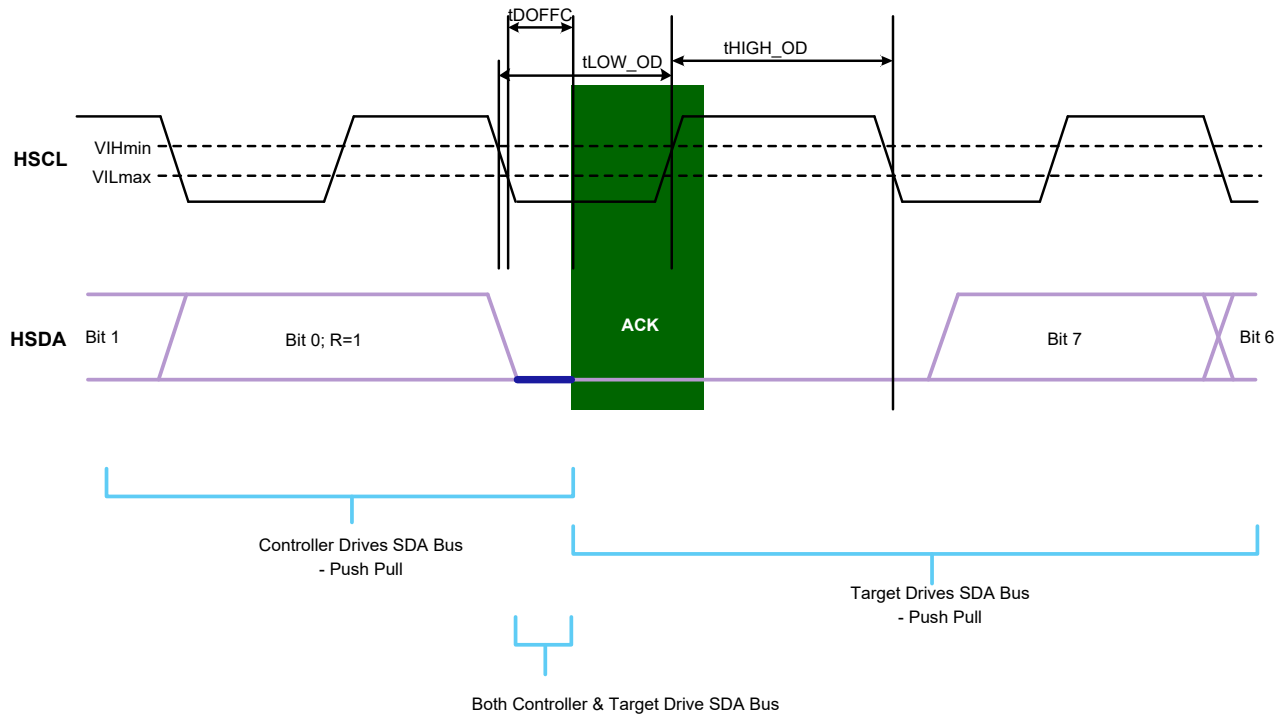 tDOFFC
tHIGH_OD
tLOW_OD
HSCL
VIHmin
VILmax
HSDA
Bit 1
Bit 0; R=1
ACK
Bit 7
Bit 6
Controller Drives SDA Bus
- Push Pull
Target Drives SDA Bus
- Push Pull
Both Controller & Target Drive SDA Bus